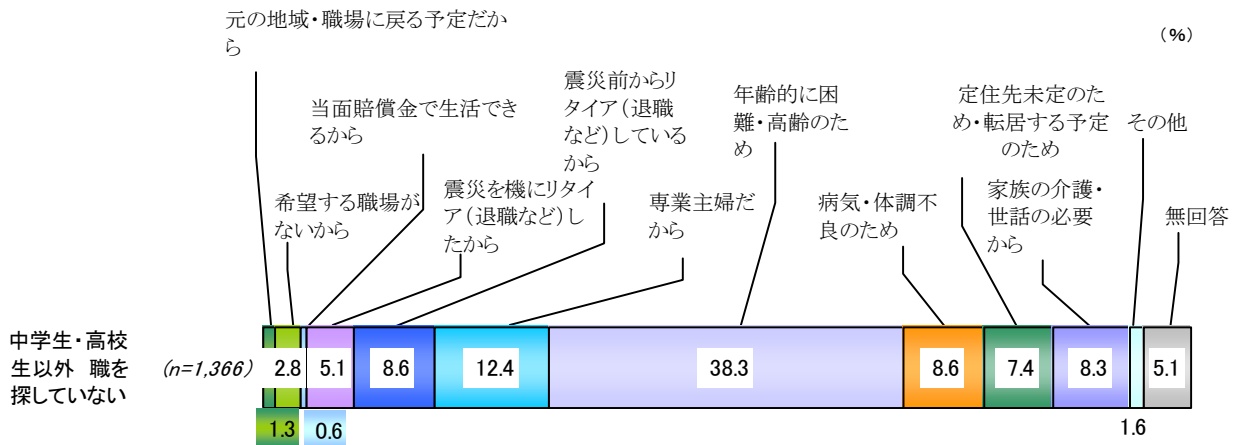 元の地域・職場に戻る予定だか
ら
(%)
当面賠償金で生活でき
るから
震災前からリ
タイア(退職
など)している
から
年齢的に困
難・高齢のた
め
定住先未定のた
め・転居する予定
のため
その他
希望する職場が
ないから
震災を機にリタイ
ア(退職など)し
たから
専業主婦だ
から
病気・体調不
良のため
家族の介護・
世話の必要
から
無回答
中学生・高校
生以外 職を
探していない
(n=1,366)
2.8 5.1 8.6 12.4 38.3 8.6 7.4 8.3 5.1
1.3 0.6 1.6